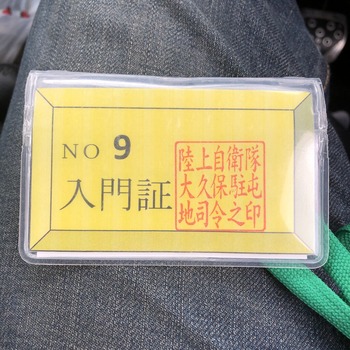 NO 9
入門証
陸上自衛隊
大久保駐屯
地司令之印